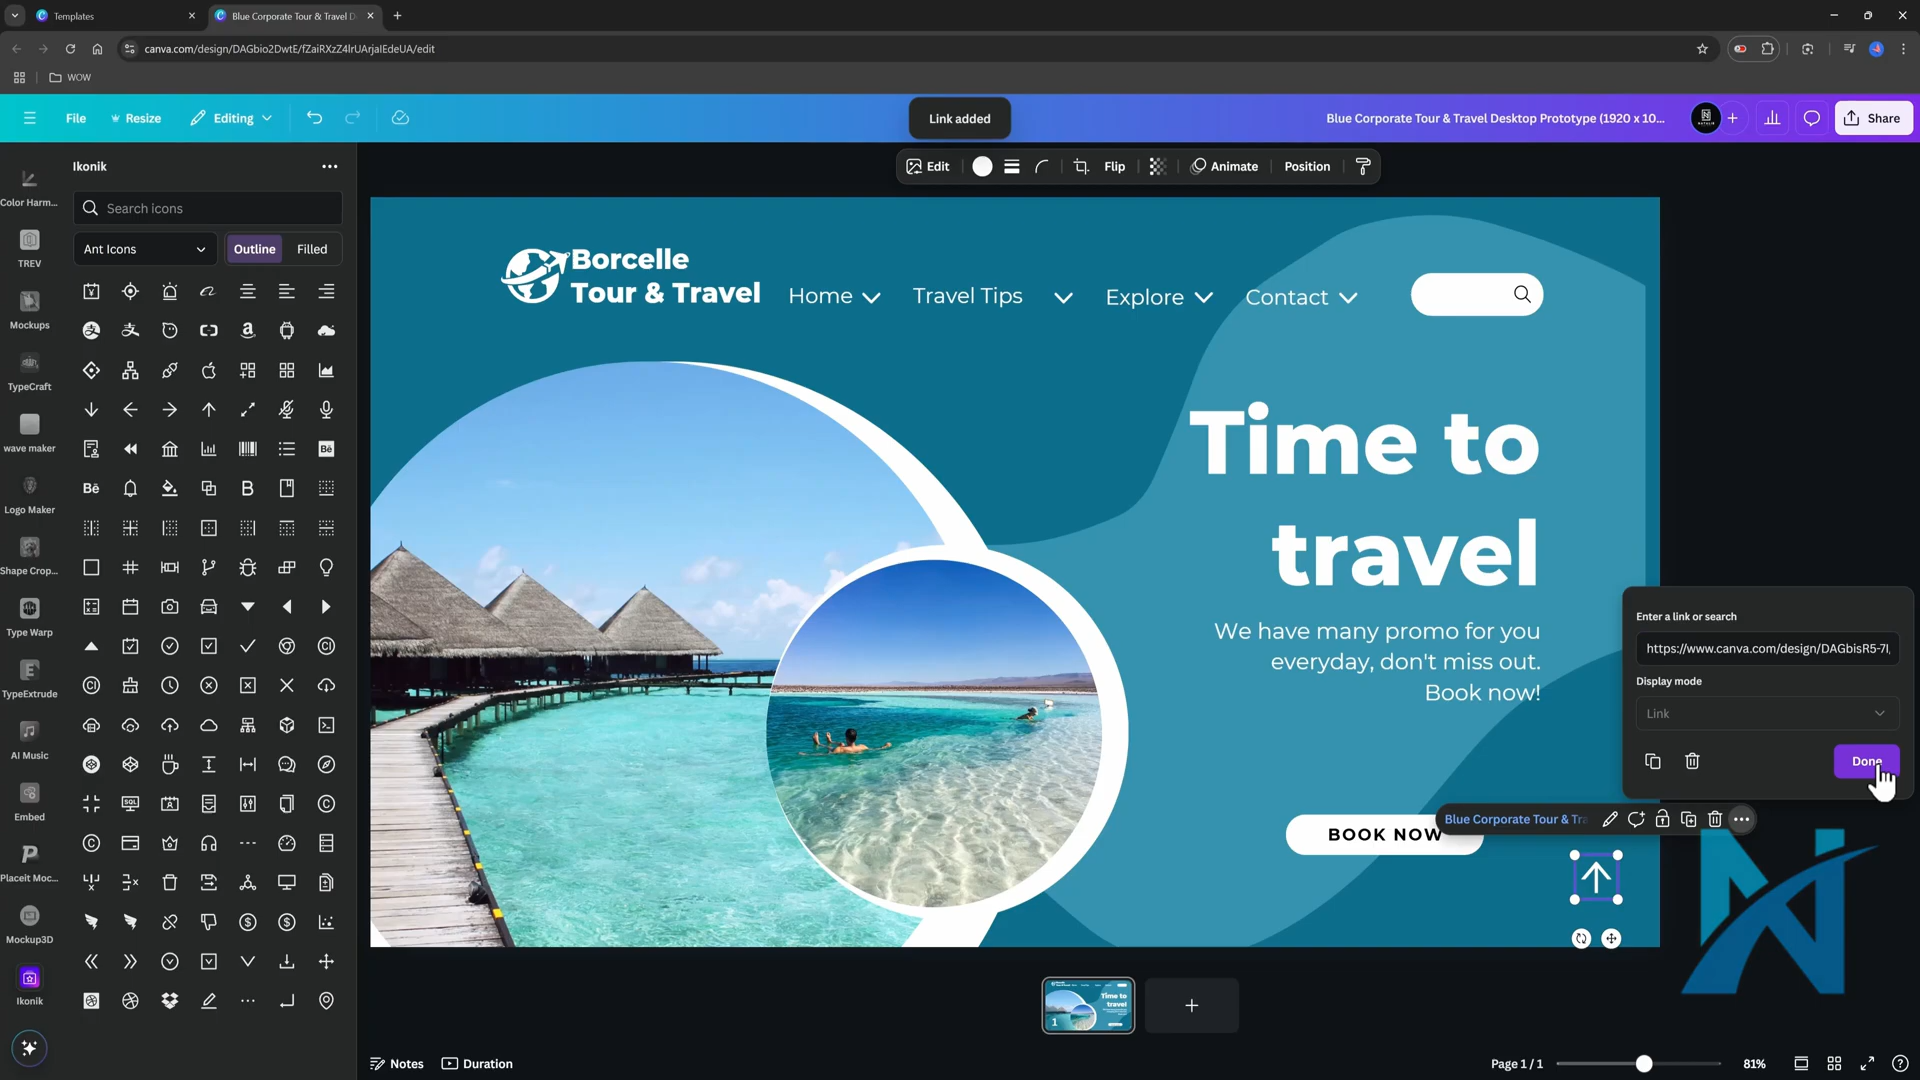 Templates
Blue Corporate Tour & Travel D
canva.com/design/DAGbio2DwtE/fZaiRXzZ4lrUArjaIEdeUA/edit
WOW
File
Resize
Editing
Link added
Blue Corporate Tour & Travel Desktop Prototype (1920 x 10...
Share
Ikonik
Search icons
Ant Icons
Outline
Filled
Color Harm...
TREV
Mockups
TypeCraft
wave maker
Logo Maker
Shape Crop...
Type Warp
TypeExtrude
AI Music
Embed
Placeit Moc...
Mockup3D
Ikonik
Edit
Flip
Animate
Position
Borcelle
Tour & Travel
Home
Travel Tips
Explore
Contact
Time to
travel
We have many promo for you
everyday, don't miss out.
Book now!
BOOK NOW
Enter a link or search
https://www.canva.com/design/DAGbisR5-7I,
Display mode
Link
Done
Blue Corporate Tour & Tra
1
Notes
Duration
Page 1 / 1
81%